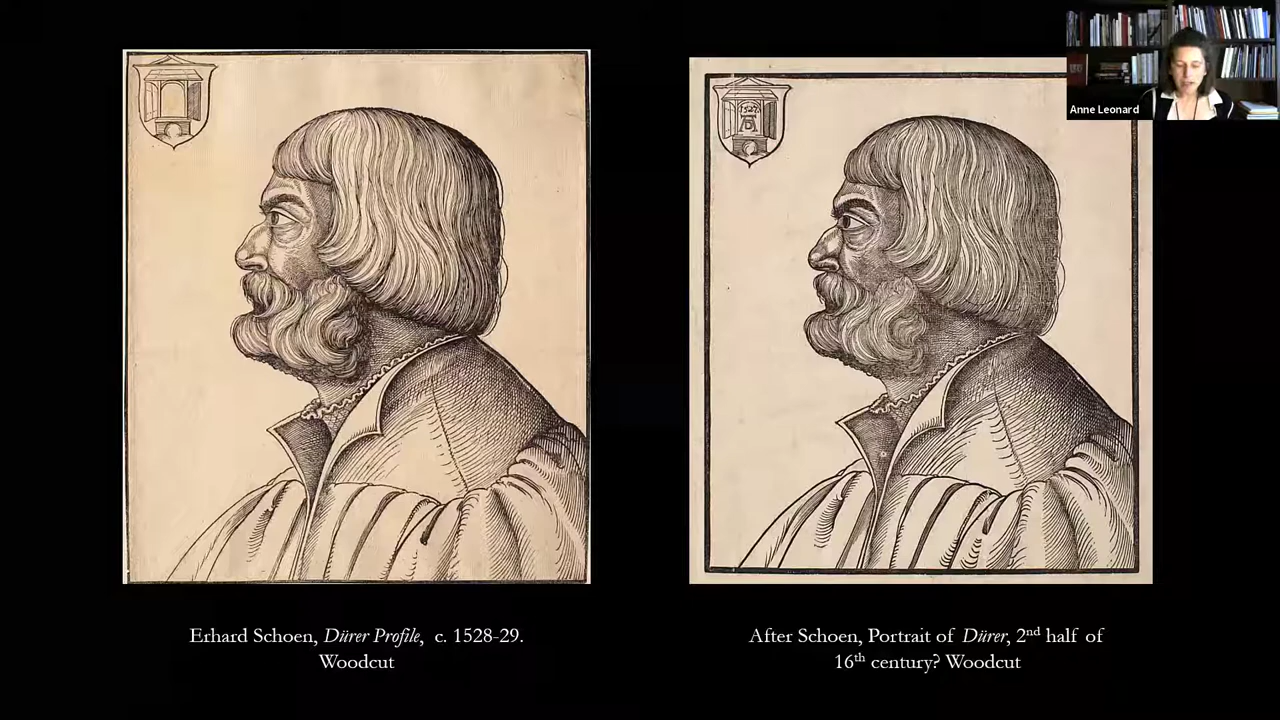 Anne Leonard
Erhard Schoen, Dürer Profile, c. 1528-29.
Woodcut
After Schoen, Portrait of Dürer, 2nd half of
16th century? Woodcut